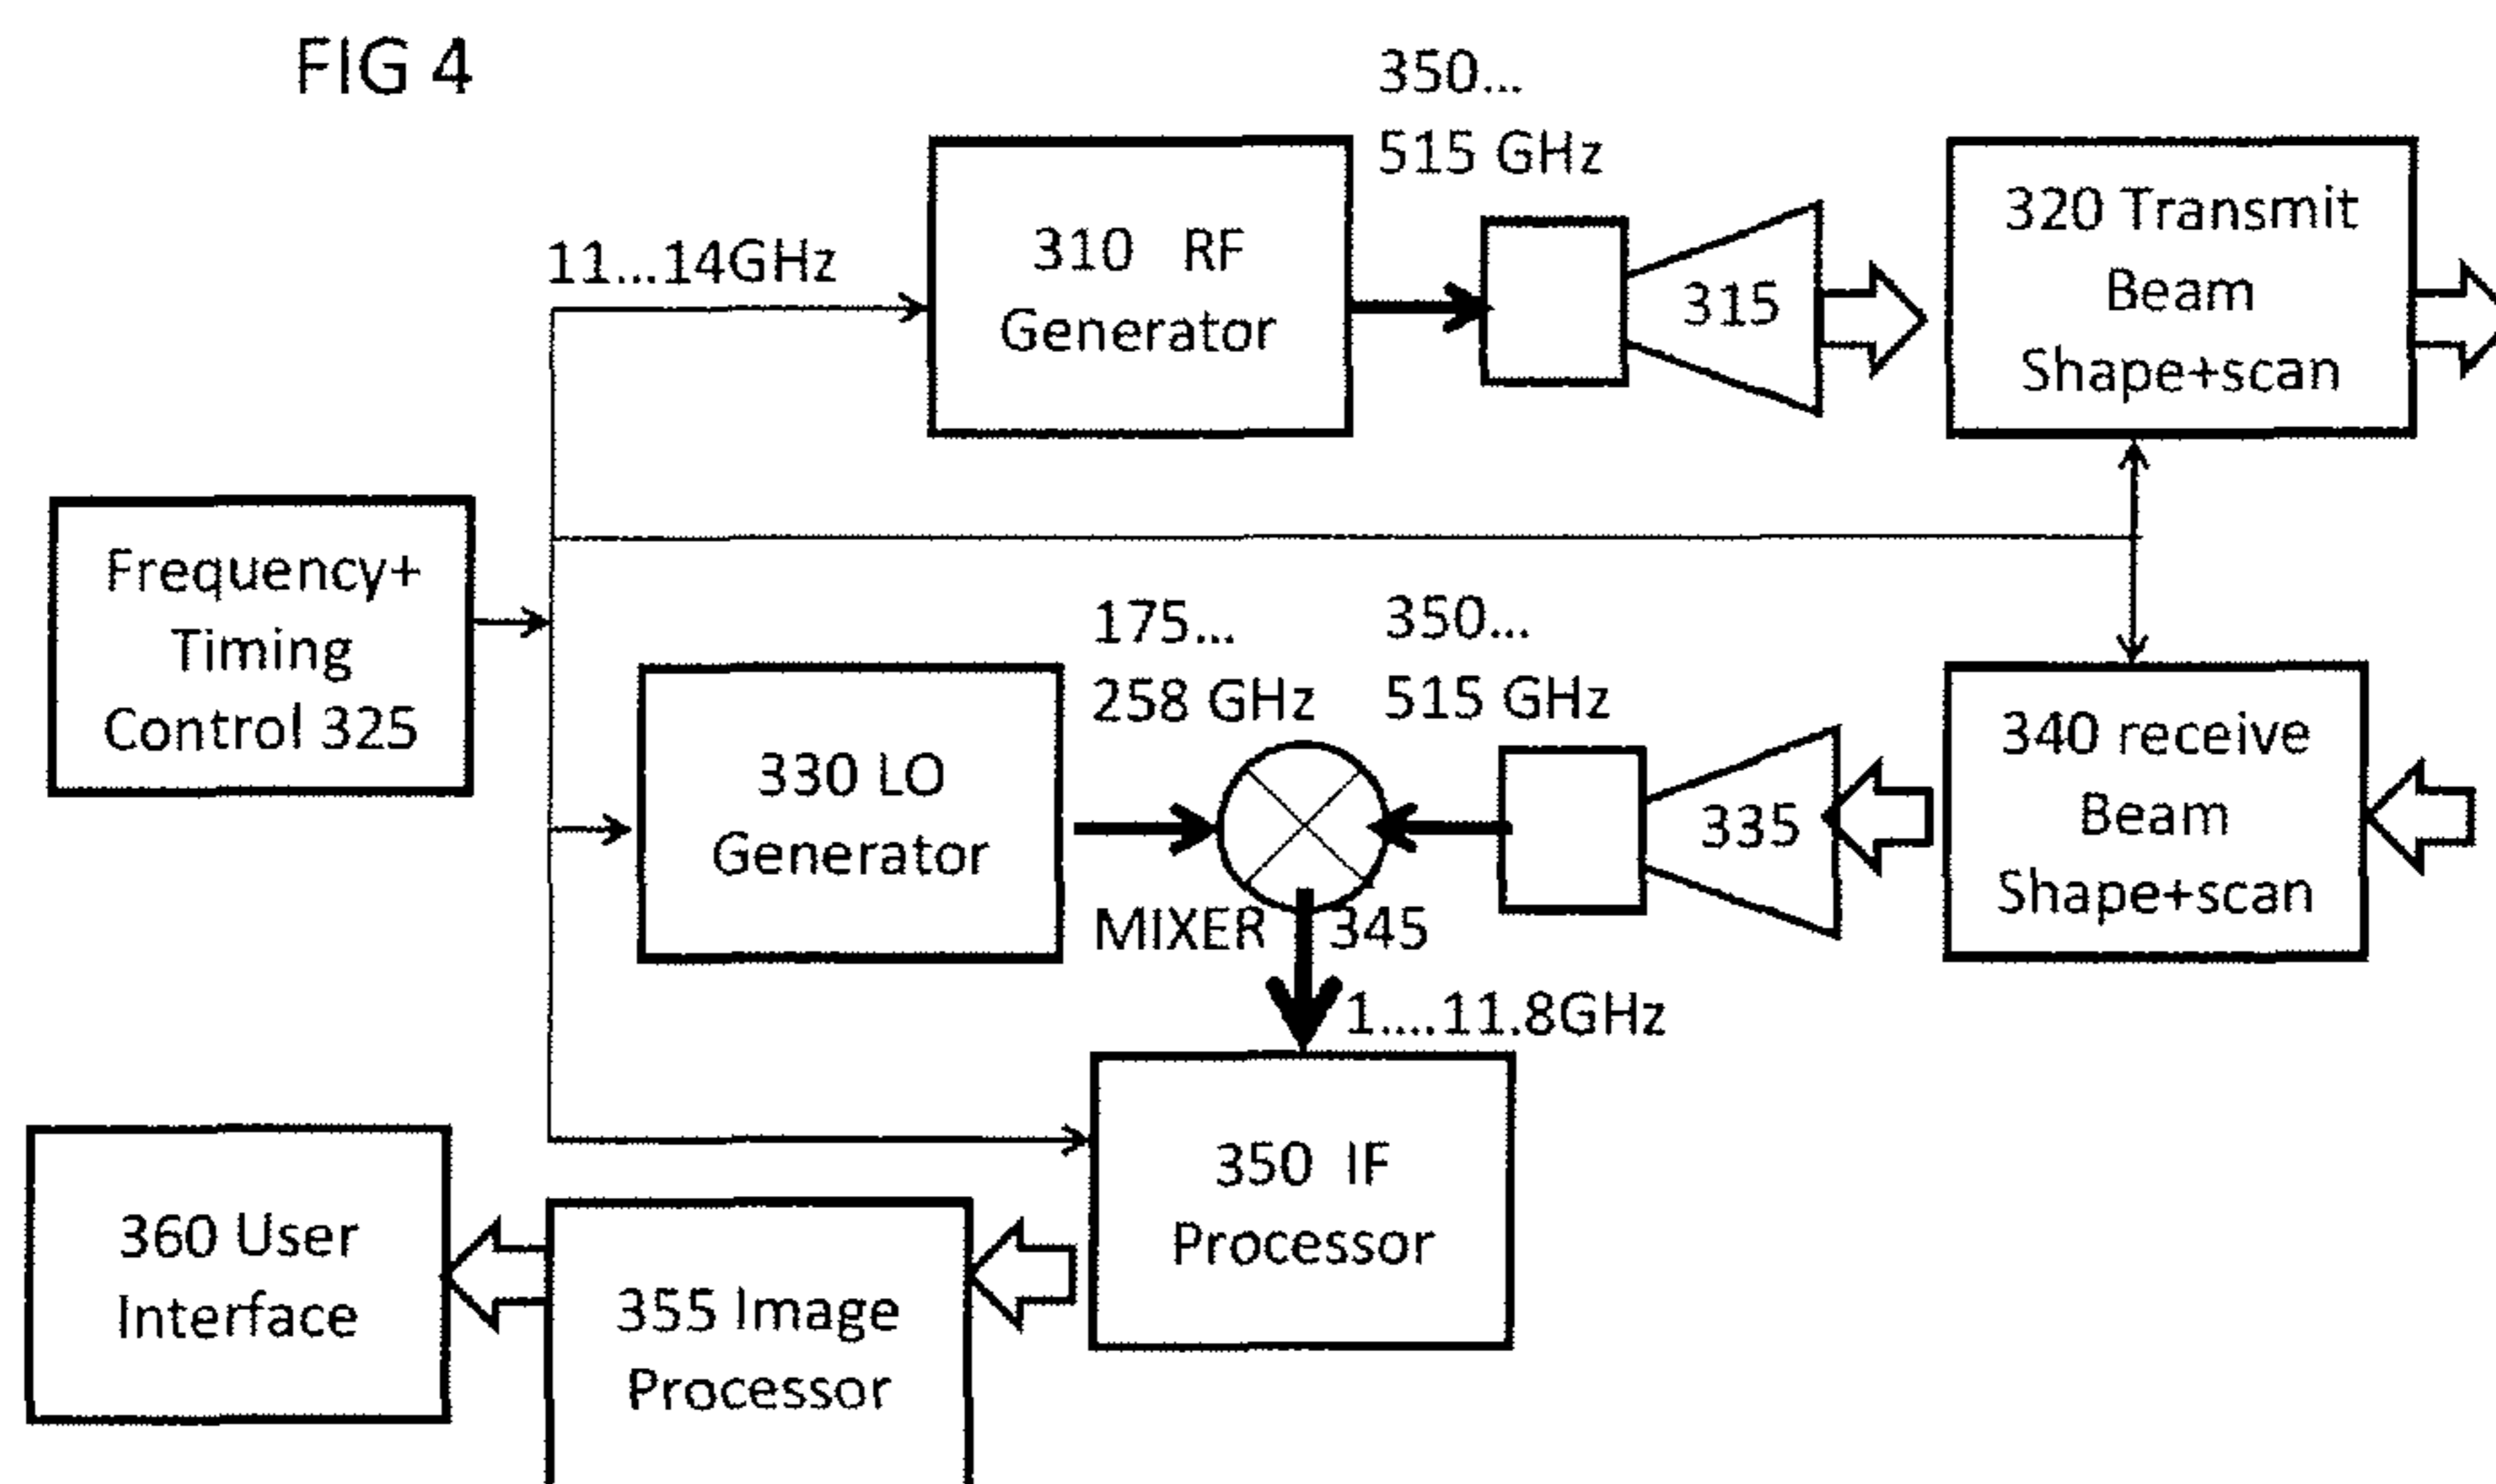 FIG 4
350...
515 GHz
11...14GHz
310 RF
Generator
315
320 Transmit
Beam
Shape+scan
Frequency+
Timing
Control 325
175...
258 GHz
350...
515 GHz
330 LO
Generator
335
340 receive
Beam
Shape+scan
MIXER 345
1....11.8GHz
350 IF
Processor
360 User
Interface
355 Image
Processor